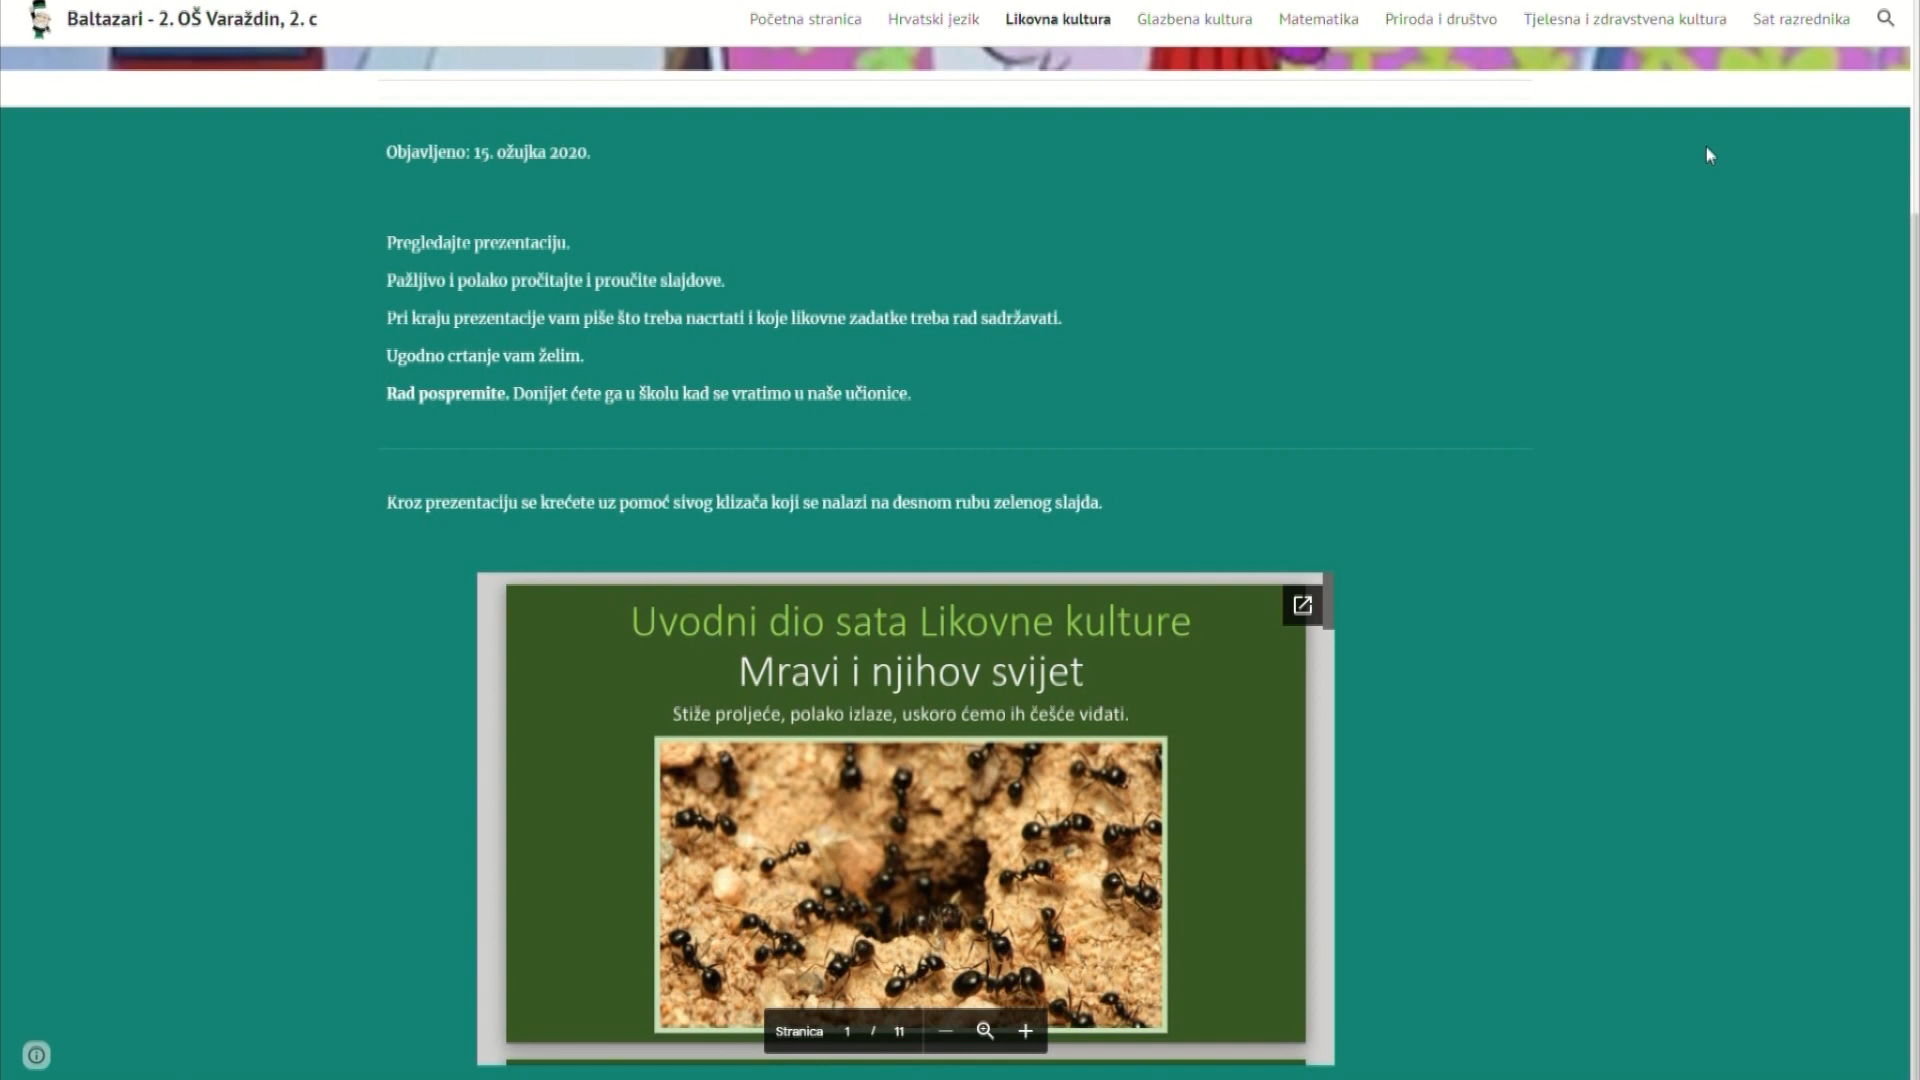 Baltazari - 2. OŠ Varaždin, 2. c
Početna stranica Hrvatski jezik Likovna kultura Glazbena kultura Matematika Priroda i društvo Tjelesna i zdravstvena kultura Sat razrednika
Objavljeno: 15. ožujka 2020.
Pregledajte prezentaciju.
Pažljivo i polako pročitajte i proučite slajdove.
Pri kraju prezentacije vam piše što treba nacrtati i koje likovne zadatke treba rad sadržavati.
Ugodno crtanje vam želim.
Rad pospremite. Donijet ćete ga u školu kad se vratimo u naše učionice.
Kroz prezentaciju se krećete uz pomoć sivog klizača koji se nalazi na desnom rubu zelenog slajda.
Uvodni dio sata Likovne kulture
Mravi i njihov svijet
Stiže proljeće, polako izlaze, uskoro ćemo ih češće viđati.
Stranica 1 / 11